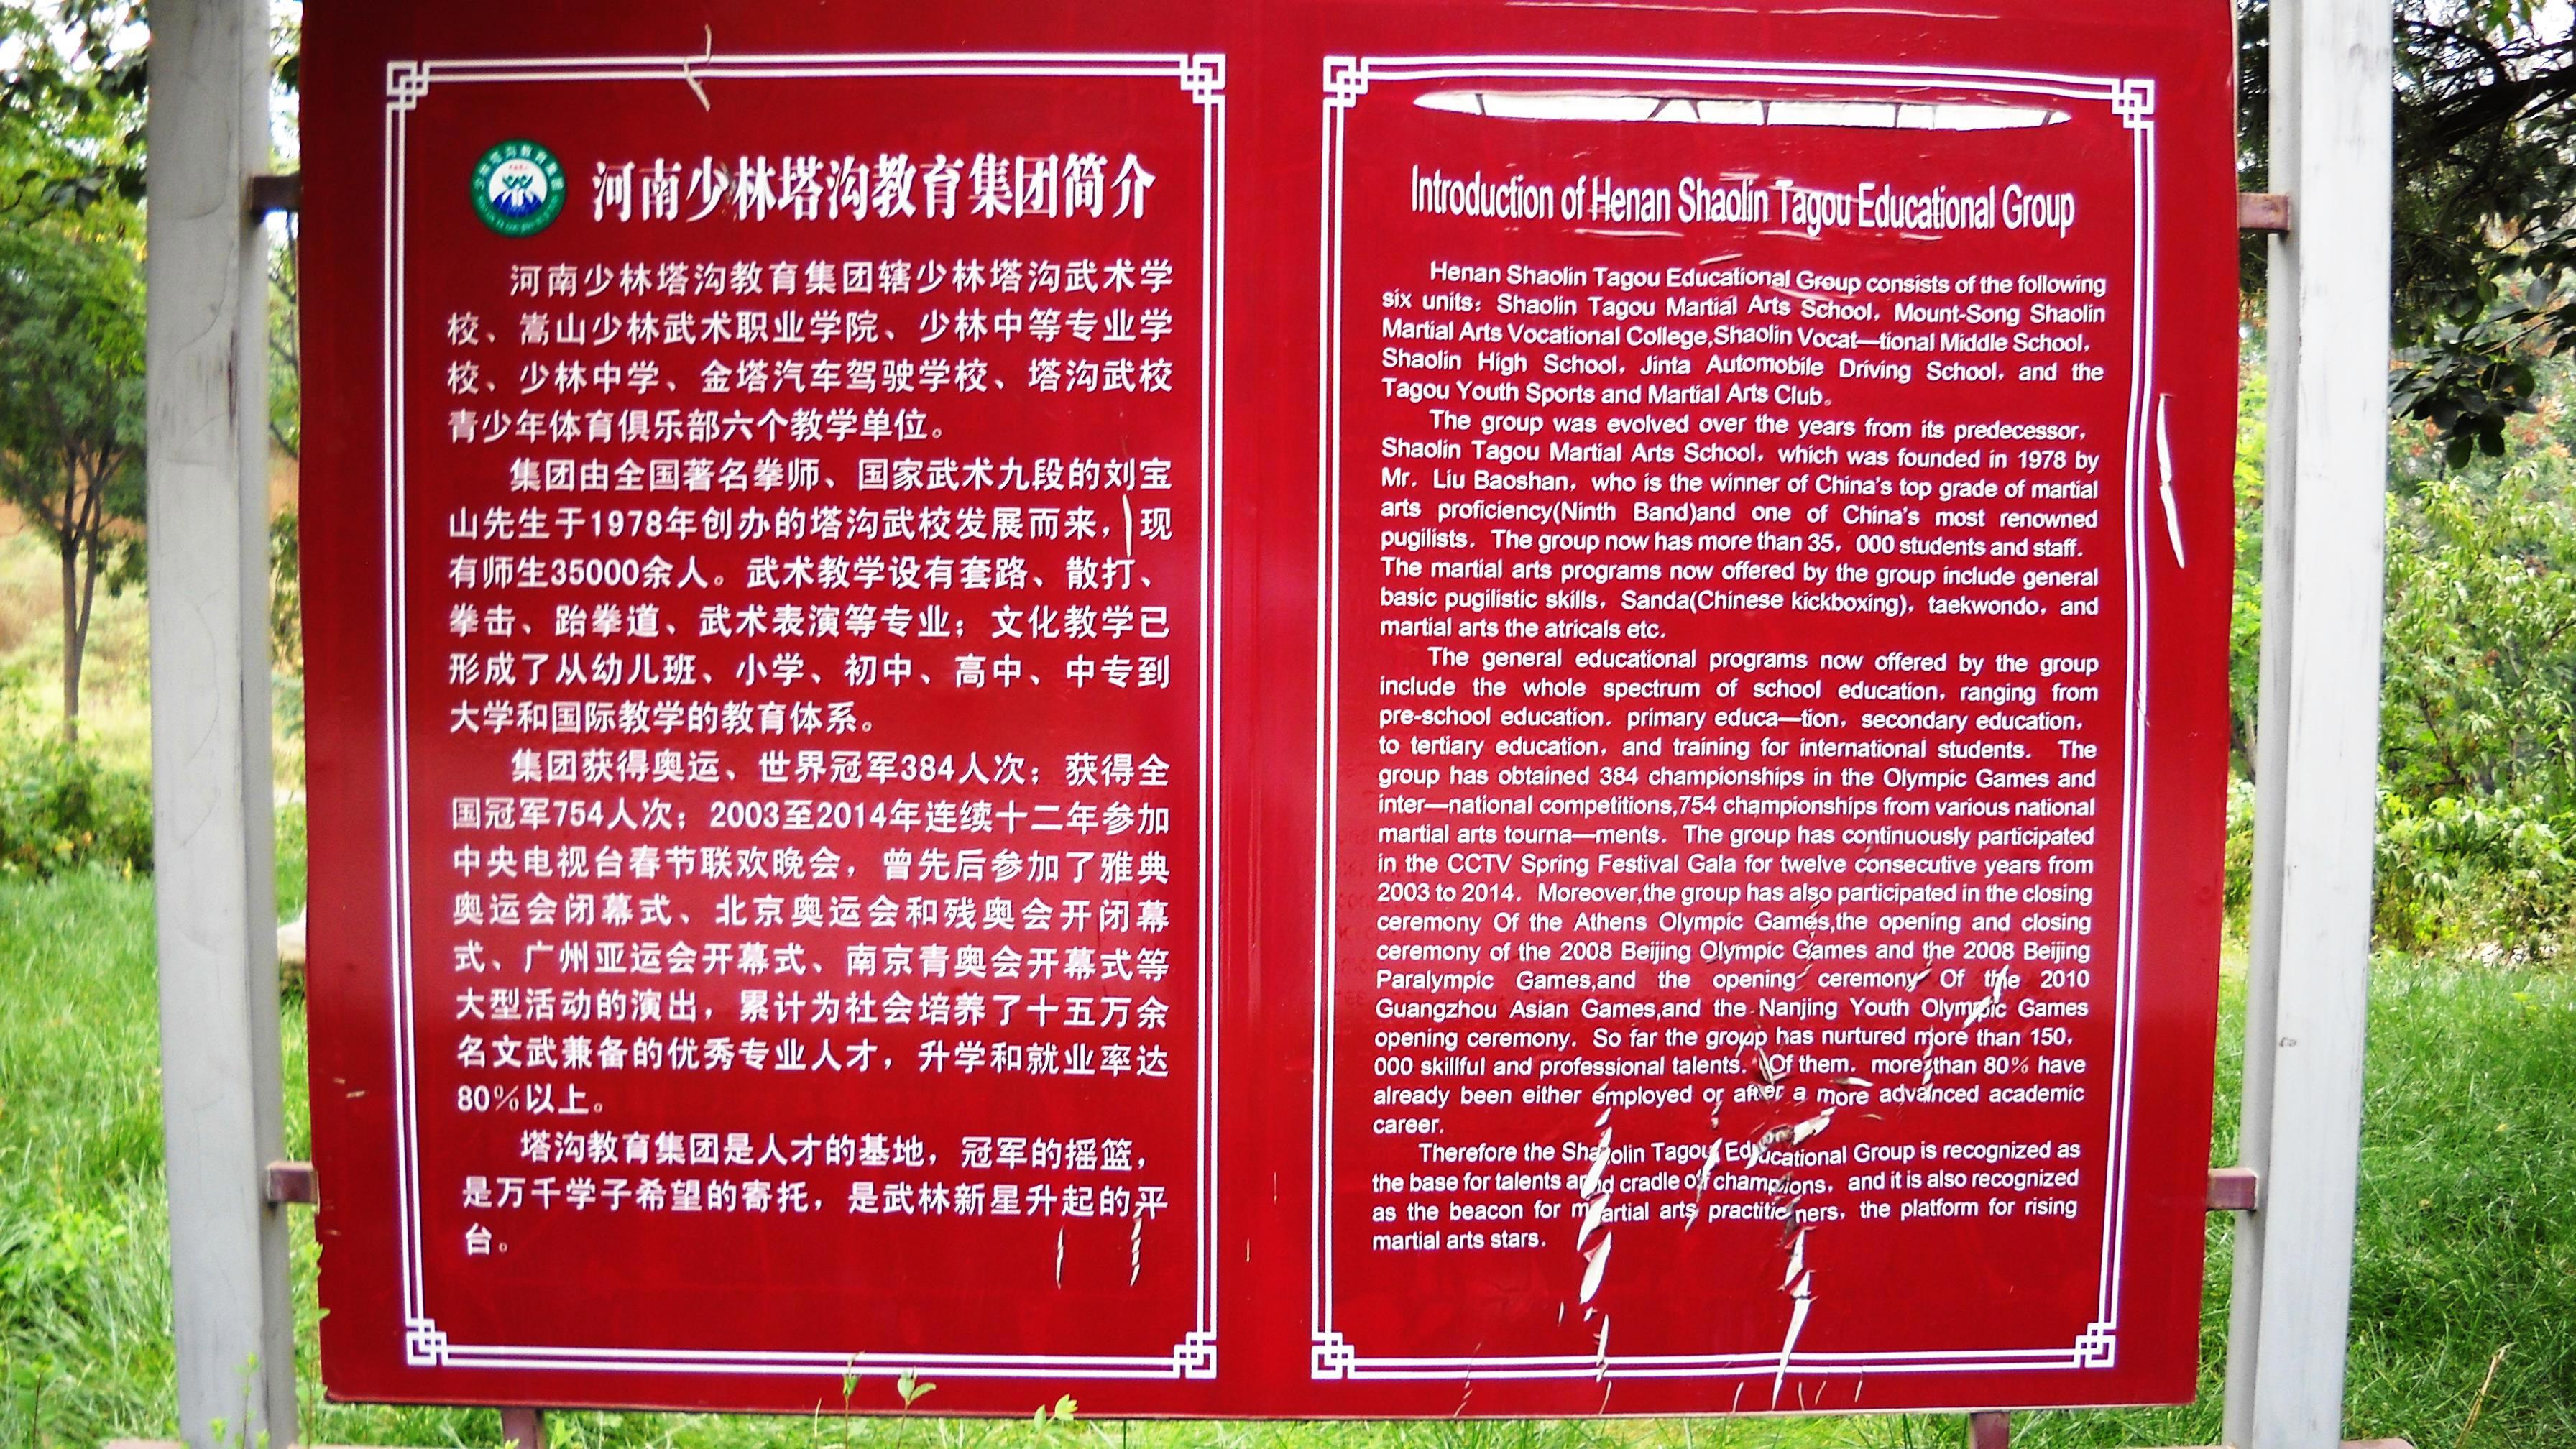 河南少林塔沟教育集团简介
河南少林塔沟教育集团辖少林塔沟武术学
校、嵩山少林武术职业学院、少林中等专业学
校、少林中学、金塔汽车驾驶学校、塔沟武校
青少年体育俱乐部六个教学单位。
集团由全国著名拳师、国家武术九段的刘宝
山先生于1978年创办的塔沟武校发展而来，现
有师生35000余人。武术教学设有套路、散打、
拳击、跆拳道、武术表演等专业；文化教学已
形成了从幼儿班、小学、初中、高中、中专到
大学和国际教学的教育体系。
集团获得奥运、世界冠军384人次；获得全
国冠军754人次；2003至2014年连续十二年参加
中央电视台春节联欢晚会，曾先后参加了雅典
奥运会闭幕式、北京奥运会和残奥会开闭幕
式、广州亚运会开幕式、南京青奥会开幕式等
大型活动的演出，累计为社会培养了十五万余
名文武兼备的优秀专业人才，升学和就业率达
80%以上。
塔沟教育集团是人才的基地，冠军的摇篮，
是万千学子希望的寄托，是武林新星升起的平
台。
Introduction of Henan Shaolin Tagou Educational Group
Henan Shaolin Tagou Educational Group consists of the following
six units：Shaolin Tagou Martial Arts School，Mount-Song Shaolin
Martial Arts Vocational College,Shaolin Vocat—tional Middle School，
Shaolin High School，Jinta Automobile Driving School，and the
Tagou Youth Sports and Martial Arts Club。
The group was evolved over the years from its predecessor，
Shaolin Tagou Martial Arts School，which was founded in 1978 by
Mr．Liu Baoshan，who is the winner of China's top grade of martial
arts proficiency(Ninth Band)and one of China's most renowned
pugilists．The group now has more than 35，000 students and staff.
The martial arts programs now offered by the group include general
basic pugilistic skills，Sanda(Chinese kickboxing)，taekwondo，and
martial arts the atricals etc.
The general educational programs now offered by the group
include the whole spectrum of school education，ranging from
pre-school education．primary educa—tion，secondary education，
to tertiary education，and training for international students．The
group has obtained 384 championships in the Olympic Games and
inter—national competitions,754 championships from various national
martial arts tourna—ments．The group has continuously participated
in the CCTV Spring Festival Gala for twelve consecutive years from
2003 to 2014．Moreover,the group has also participated in the closing
ceremony Of the Athens Olympic Games,the opening and closing
ceremony of the 2008 Beijing Olympic Games and the 2008 Beijing
Paralympic Games,and the opening ceremony Of the 2010
Guangzhou Asian Games,and the Nanjing Youth Olympic Games
opening ceremony．So far the group has nurtured more than 150，
000 skillful and professional talents．Of them．more than 80% have
already been either employed or after a more advanced academic
career.
Therefore the Shaolin Tagou Educational Group is recognized as
the base for talents and cradle of champions，and it is also recognized
as the beacon for martial arts practitioners，the platform for rising
martial arts stars.